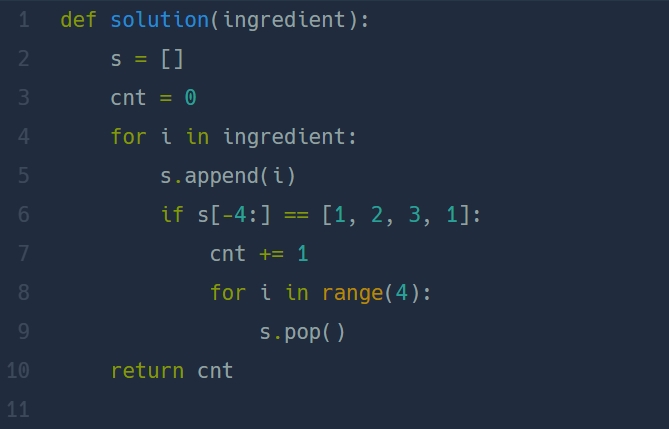 1 def solution(ingredient):
2     s = []
3     cnt = 0
4     for i in ingredient:
5         s.append(i)
6         if s[-4:] == [1, 2, 3, 1]:
7             cnt += 1
8             for i in range(4):
9                 s.pop()
10     return cnt
11